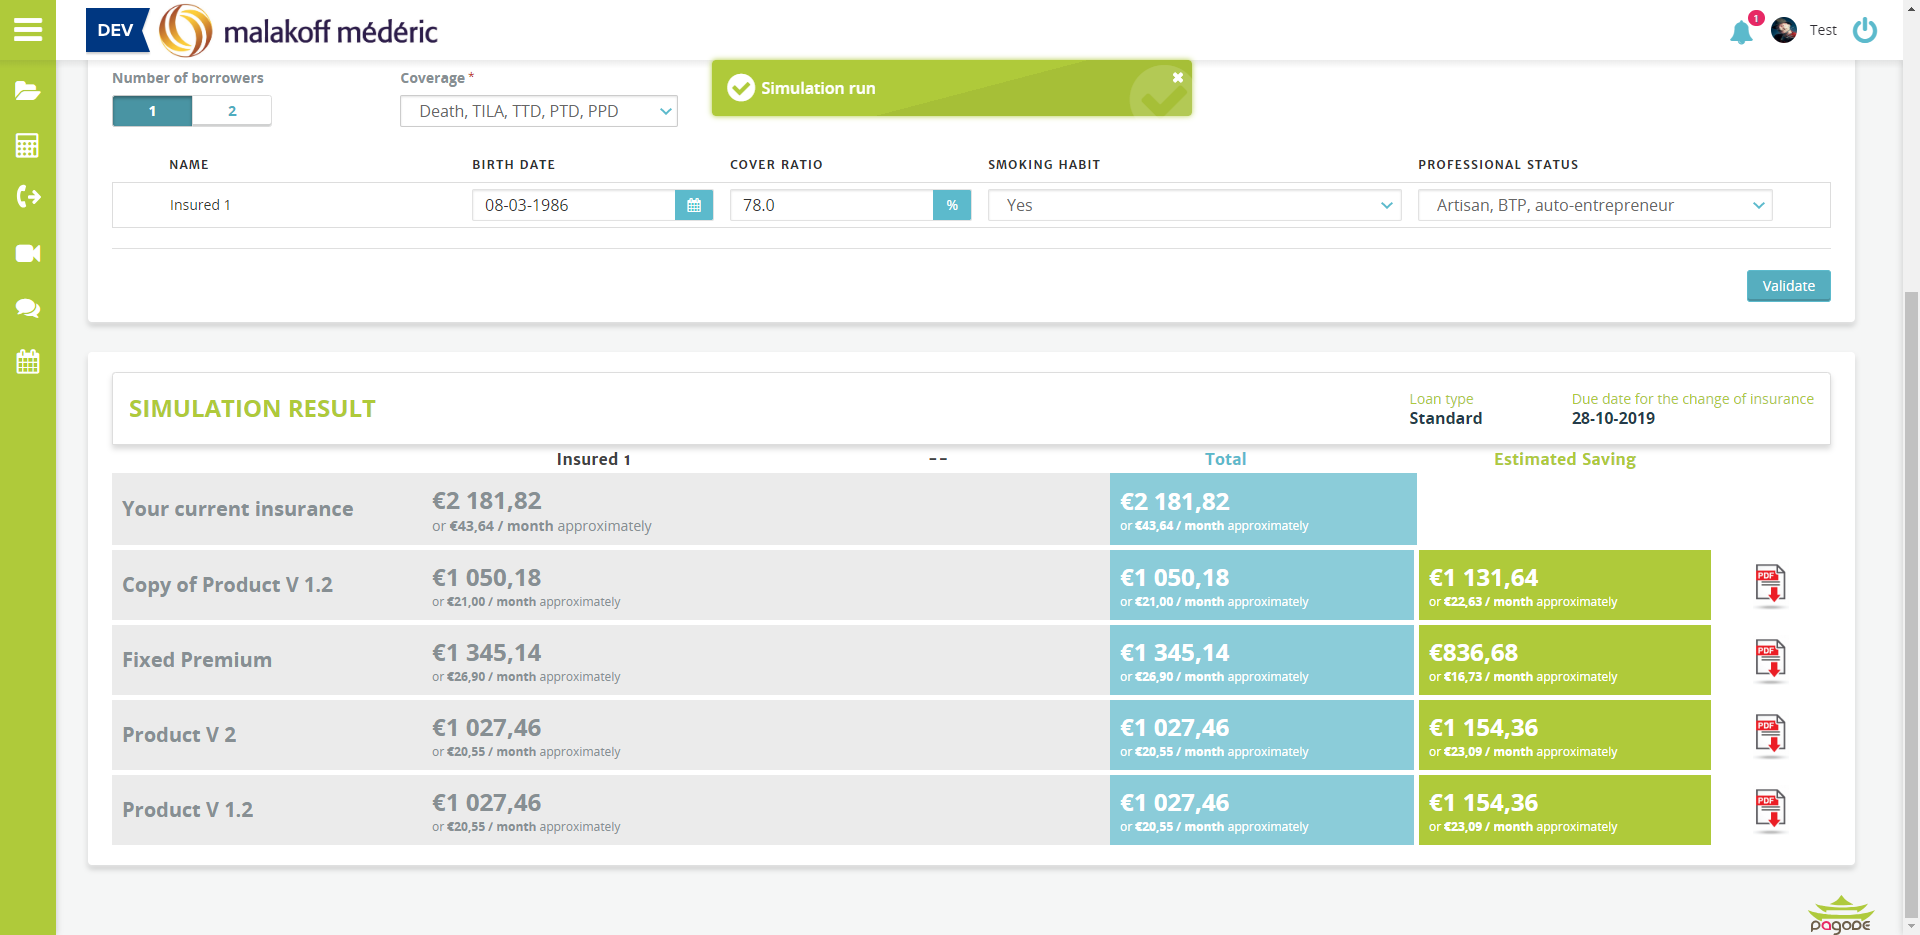 DEV malakoff médéric
1 Test
Number of borrowers Coverage *
Simulation run
1 2 Death, TILA, TTD, PTD, PPD
NAME BIRTH DATE COVER RATIO SMOKING HABIT PROFESSIONAL STATUS
Insured 1 08-03-1986 78.0 % Yes Artisan, BTP, auto-entrepreneur
Validate
SIMULATION RESULT
Loan type Due date for the change of insurance
Standard 28-10-2019
Insured 1 -- Total Estimated Saving
Your current insurance
€2 181,82 €2 181,82
or €43,64 / month approximately or €43,64 / month approximately
Copy of Product V 1.2
€1 050,18 €1 050,18 €1 131,64 PDF
or €21,00 / month approximately or €21,00 / month approximately or €22,63 / month approximately
Fixed Premium
€1 345,14 €1 345,14 €836,68 PDF
or €26,90 / month approximately or €26,90 / month approximately or €16,73 / month approximately
Product V 2
€1 027,46 €1 027,46 €1 154,36 PDF
or €20,55 / month approximately or €20,55 / month approximately or €23,09 / month approximately
Product V 1.2
€1 027,46 €1 027,46 €1 154,36 PDF
or €20,55 / month approximately or €20,55 / month approximately or €23,09 / month approximately
PAGODE